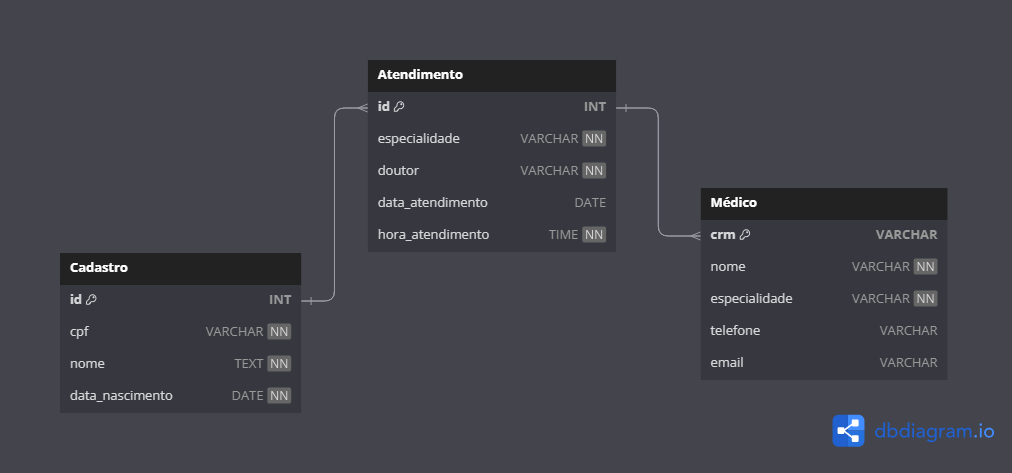 Atendimento
id INT
especialidade VARCHAR NN
doutor VARCHAR NN
data_atendimento DATE
hora_atendimento TIME NN
Médico
crm VARCHAR
nome VARCHAR NN
especialidade VARCHAR NN
telefone VARCHAR
email VARCHAR
Cadastro
id INT
cpf VARCHAR NN
nome TEXT NN
data_nascimento DATE NN
dbdiagram.io